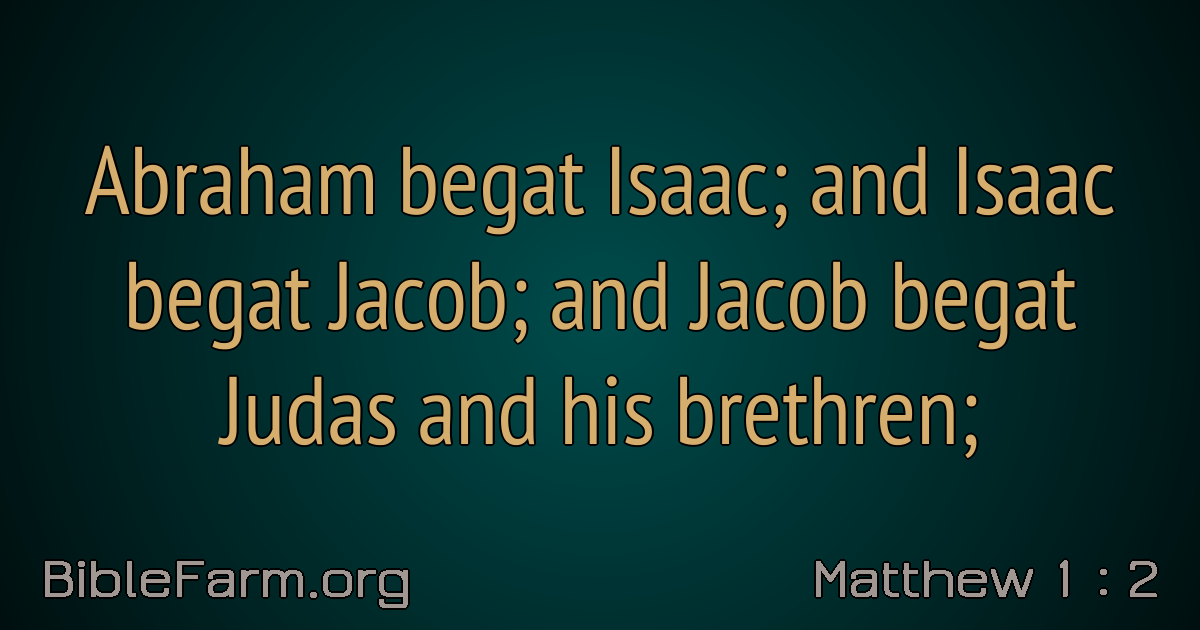 Abraham begat Isaac; and Isaac
begat Jacob; and Jacob begat
Judas and his brethren;
BibleFarm.org
Matthew 1 : 2